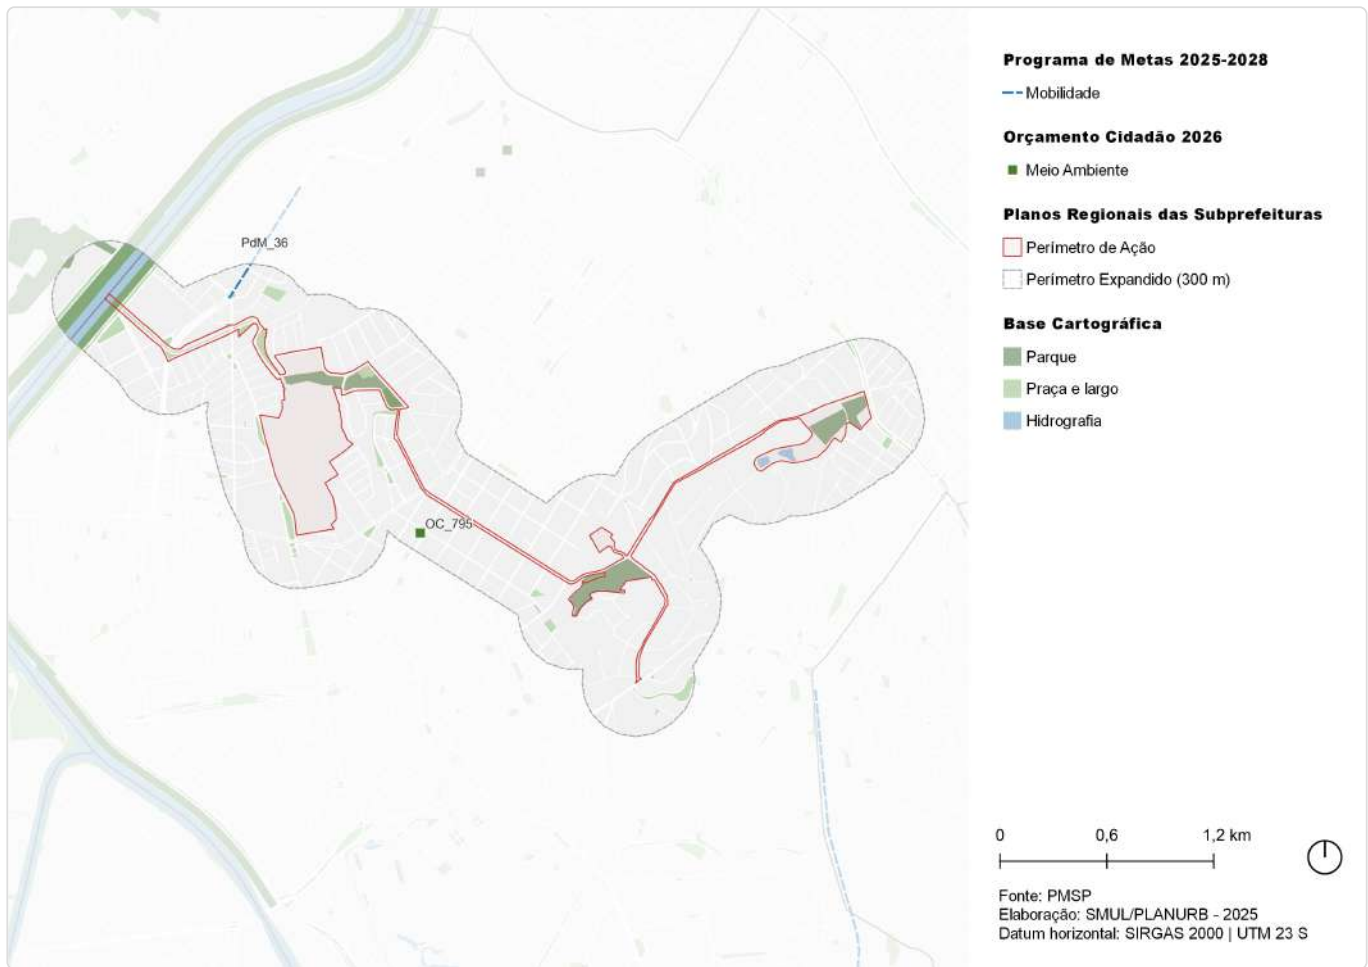 Programa de Metas 2025-2028
Mobilidade
Orçamento Cidadão 2026
Meio Ambiente
Planos Regionais das Subprefeituras
Perímetro de Ação
Perímetro Expandido (300 m)
Base Cartográfica
Parque
Praça e largo
Hidrografia
PdM_36
OC_795
0 0,6 1,2 km
Fonte: PMSP
Elaboração: SMUL/PLANURB - 2025
Datum horizontal: SIRGAS 2000 | UTM 23 S